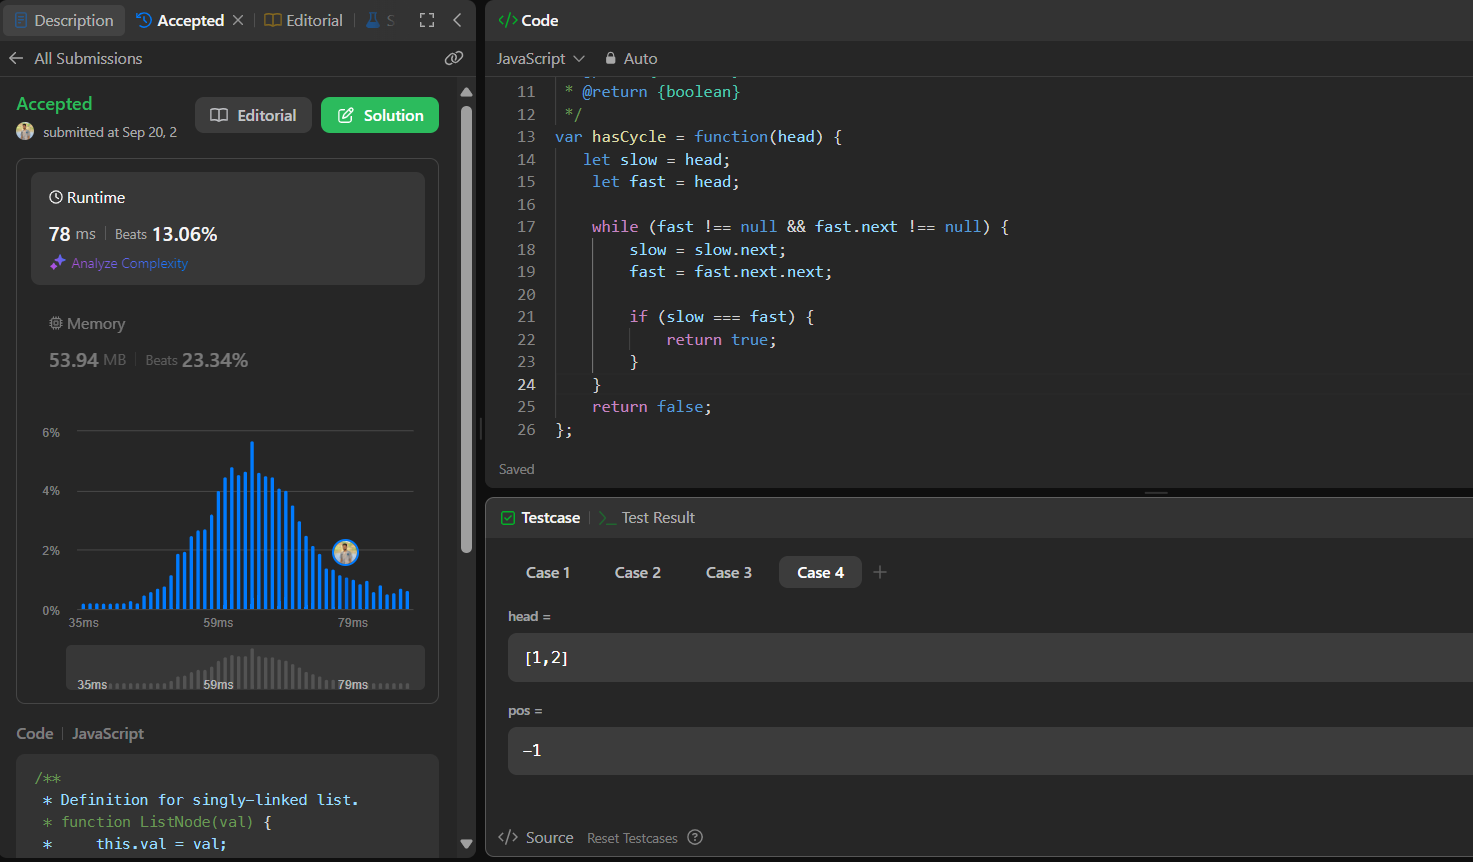 Description
Accepted
Editorial
S
All Submissions
Accepted
submitted at Sep 20, 2
Editorial
Solution
Runtime
78 ms
Beats 13.06%
Analyze Complexity
Memory
53.94 MB
Beats 23.34%
6%
4%
2%
0%
35ms
59ms
79ms
35ms
59ms
79ms
Code
JavaScript
/**
* Definition for singly-linked list.
* function ListNode(val) {
*     this.val = val;
</> Code
JavaScript
Auto
11 * @return {boolean}
12 */
13 var hasCycle = function(head) {
14    let slow = head;
15     let fast = head;
16
17     while (fast !== null && fast.next !== null) {
18         slow = slow.next;
19         fast = fast.next.next;
20
21         if (slow === fast) {
22             return true;
23         }
24     }
25     return false;
26 };
Saved
Testcase
>_ Test Result
Case 1
Case 2
Case 3
Case 4
+
head =
[1,2]
pos =
-1
</> Source
Reset Testcases
?